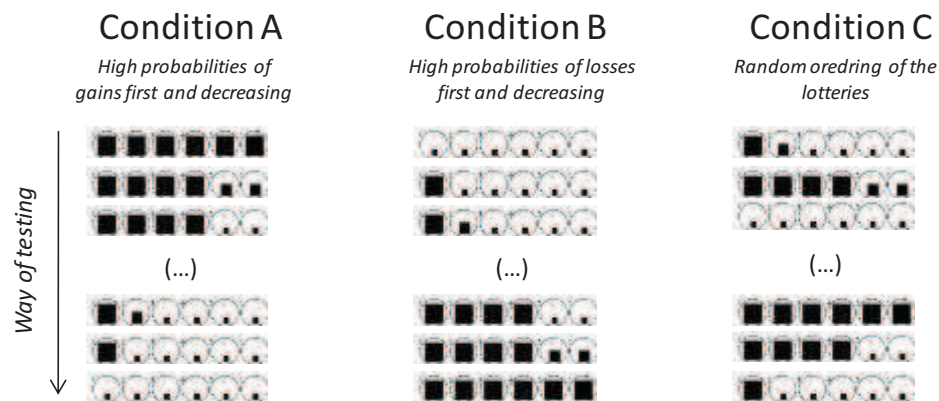 Condition A
High probabilities of
gains first and decreasing
Condition B
High probabilities of losses
first and decreasing
Condition C
Random oredring of the
lotteries
Way of testing
(...)
(...)
(...)